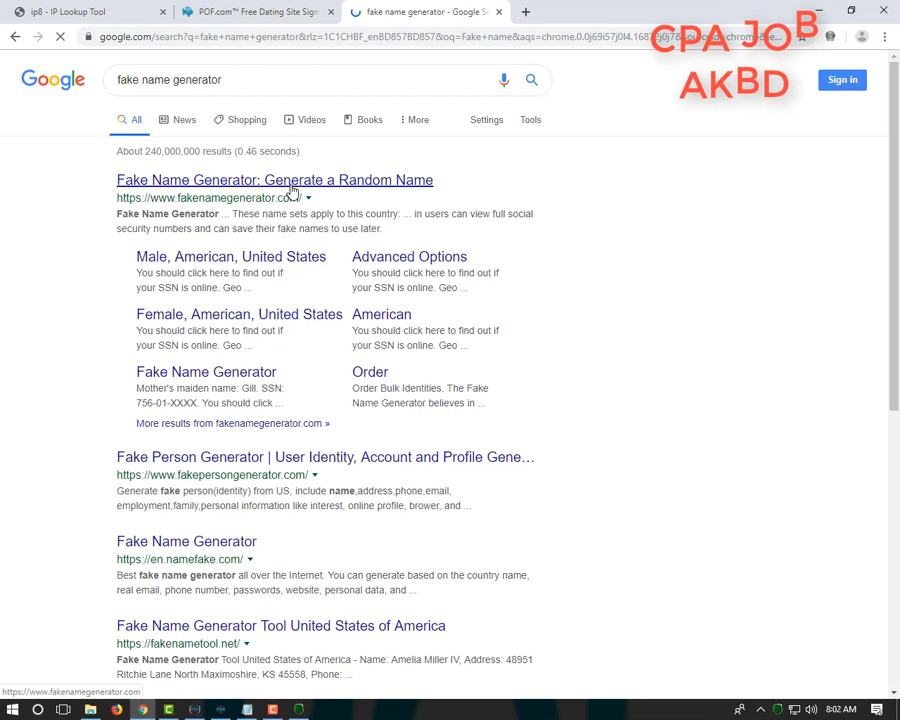 ip8 - IP Lookup Tool
POF.com™ Free Dating Site Sign
fake name generator - Google Se
google.com/search?q=fake+name+generator&rlz=1C1CHBF_enBD857BD857&oq=Fake+name&aqs=chrome.0.0j69i57j0l4.1687
CPA JOB
AKBD
Google
fake name generator
Sign in
All
News
Shopping
Videos
Books
More
Settings
Tools
About 240,000,000 results (0.46 seconds)
Fake Name Generator: Generate a Random Name
https://www.fakenamegenerator.com/
Fake Name Generator ... These name sets apply to this country: ... in users can view full social
security numbers and can save their fake names to use later.
Male, American, United States
You should click here to find out if
your SSN is online. Geo ...
Advanced Options
You should click here to find out if
your SSN is online. Geo ...
Female, American, United States
You should click here to find out if
your SSN is online. Geo ...
American
You should click here to find out if
your SSN is online. Geo ...
Fake Name Generator
Mother's maiden name: Gill. SSN:
756-01-XXXX. You should click ...
Order
Order Bulk Identities. The Fake
Name Generator believes in ...
More results from fakenamegenerator.com »
Fake Person Generator | User Identity, Account and Profile Gene...
https://www.fakepersongenerator.com/
Generate fake person(identity) from US, include name,address,phone,email,
employment,family,personal information like interest, online profile, brower, and ...
Fake Name Generator
https://en.namefake.com/
Best fake name generator all over the Internet. You can generate based on the country name,
real email, phone number, passwords, website, personal data, and ...
Fake Name Generator Tool United States of America
https://fakenametool.net/
Fake Name Generator Tool United States of America - Name: Amelia Miller IV, Address: 48951
Ritchie Lane North Maximoshire, KS 45558, Phone: ...
https://www.fakenamegenerator.com
8:02 AM